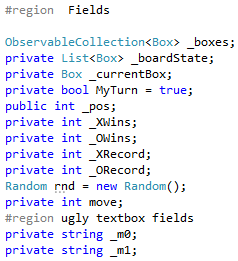 #region  Fields
ObservableCollection<Box> _boxes;
private List<Box> _boardState;
private Box _currentBox;
private bool MyTurn = true;
public int _pos;
private int _XWins;
private int _OWins;
private int _XRecord;
private int _ORecord;
Random rnd = new Random();
private int move;
#region ugly textbox fields
private string _m0;
private string _m1;